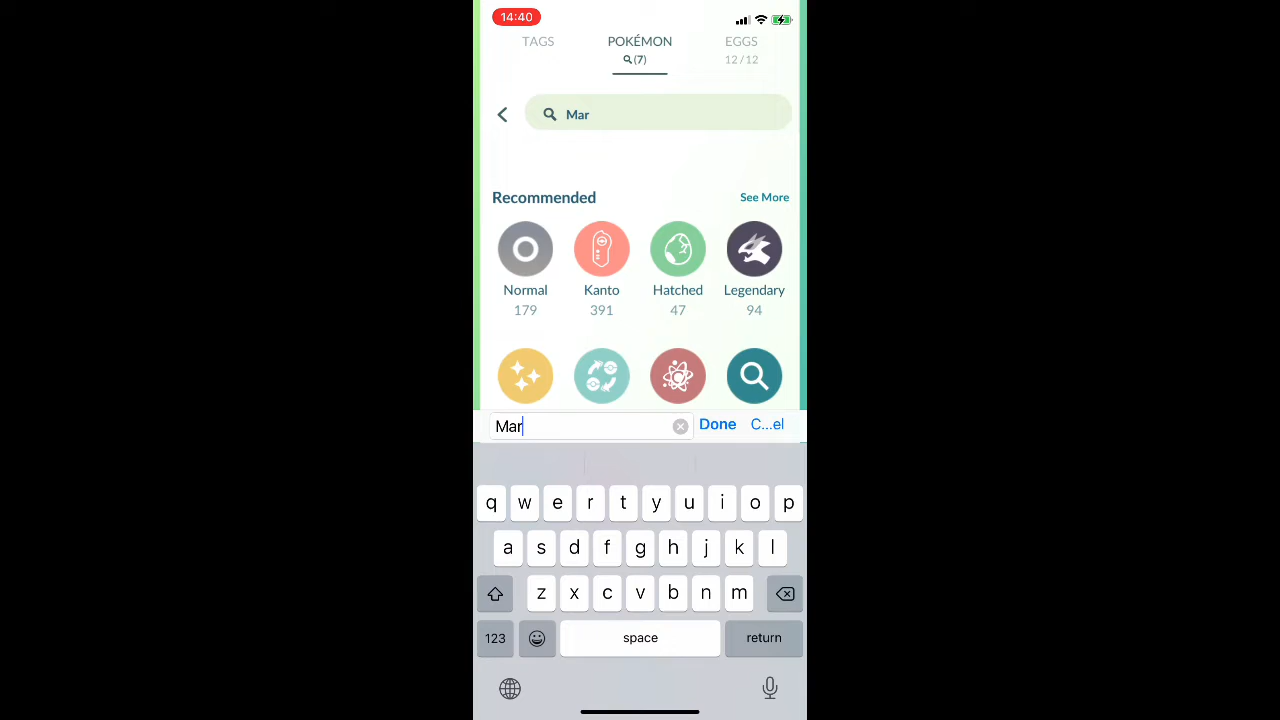 14:40
TAGS POKÉMON EGGS
(7) 12 / 12
Mar
Recommended See More
Normal Kanto Hatched Legendary
179 391 47 94
Mar Done C...el
q w e r t y u i o p
a s d f g h j k l
z x c v b n m
123 space return